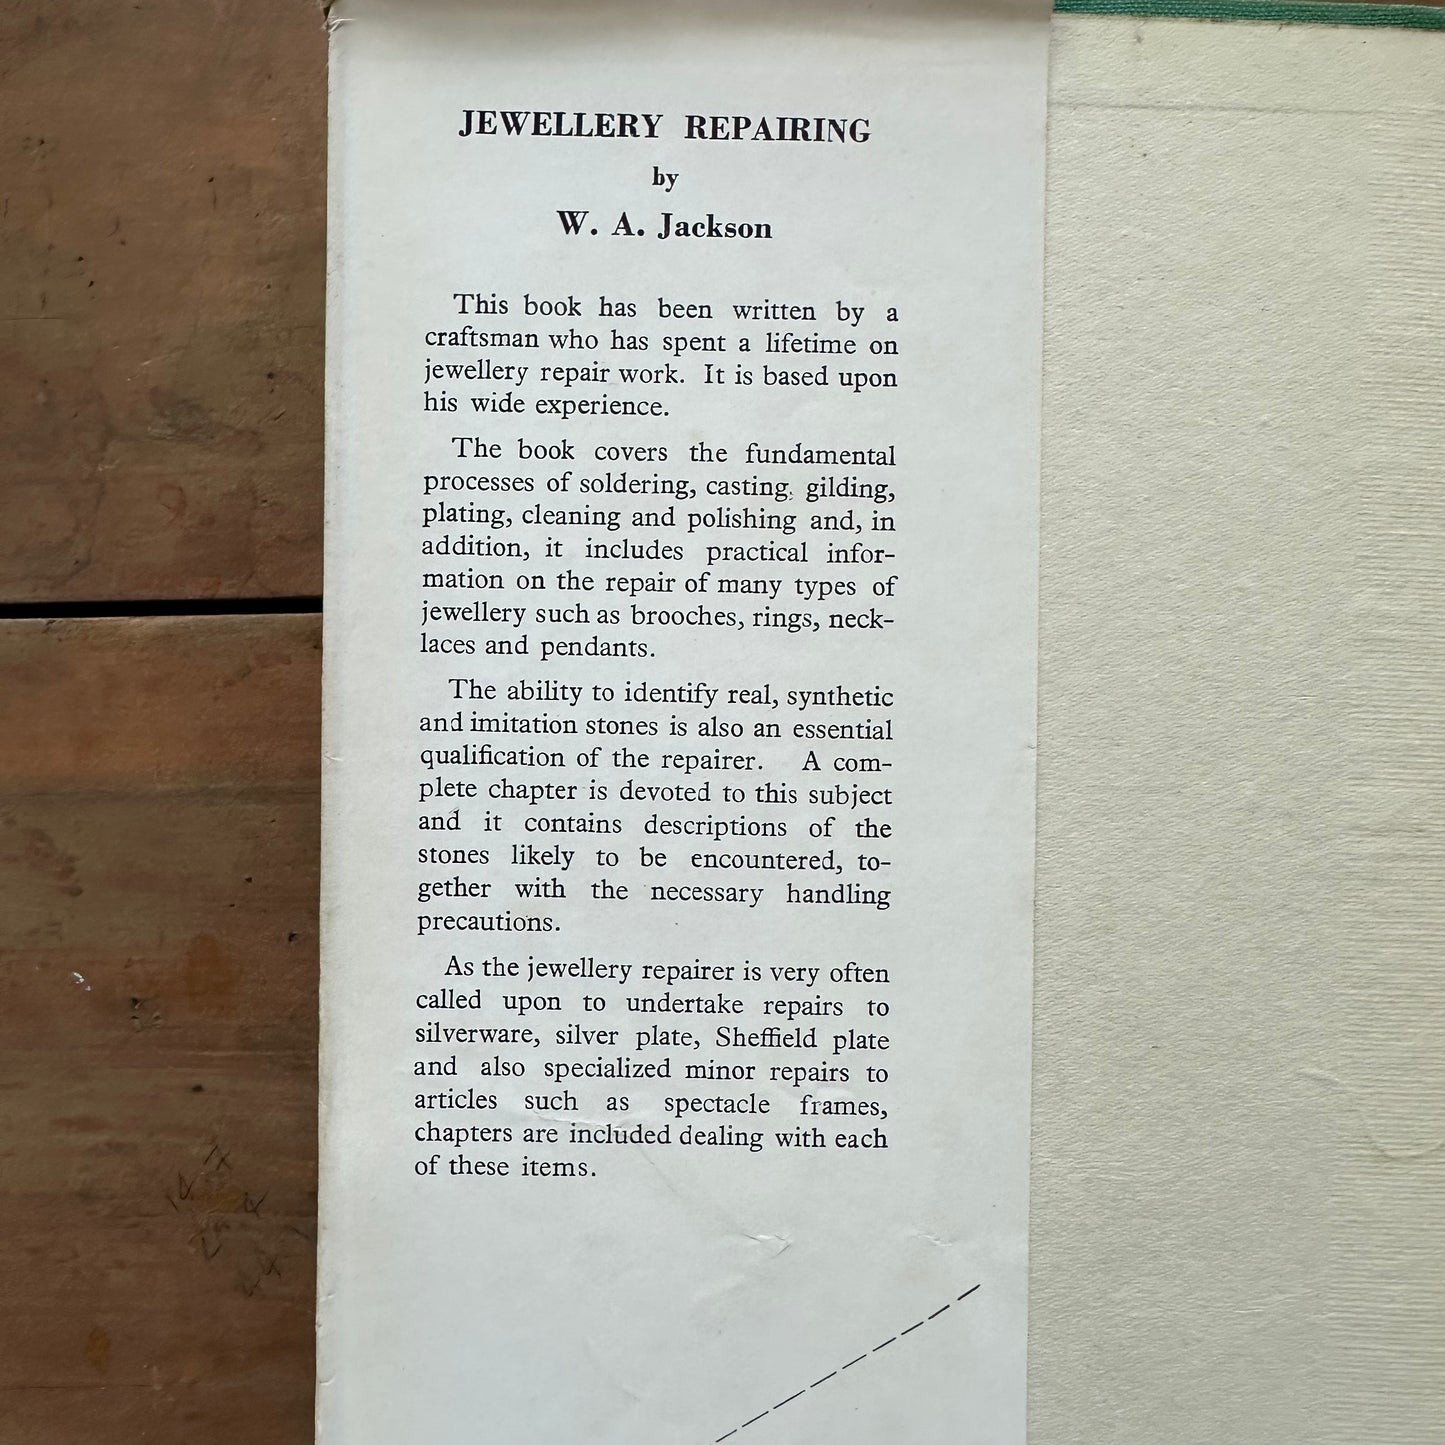 JEWELLERY REPAIRING
by
W. A. Jackson
This book has been written by a
craftsman who has spent a lifetime on
jewellery repair work. It is based upon
his wide experience.
The book covers the fundamental
processes of soldering, casting, gilding,
plating, cleaning and polishing and, in
addition, it includes practical infor-
mation on the repair of many types of
jewellery such as brooches, rings, neck-
laces and pendants.
The ability to identify real, synthetic
and imitation stones is also an essential
qualification of the repairer. A com-
plete chapter is devoted to this subject
and it contains descriptions of the
stones likely to be encountered, to-
gether with the necessary handling
precautions.
As the jewellery repairer is very often
called upon to undertake repairs to
silverware, silver plate, Sheffield plate
and also specialized minor repairs to
articles such as spectacle frames,
chapters are included dealing with each
of these items.